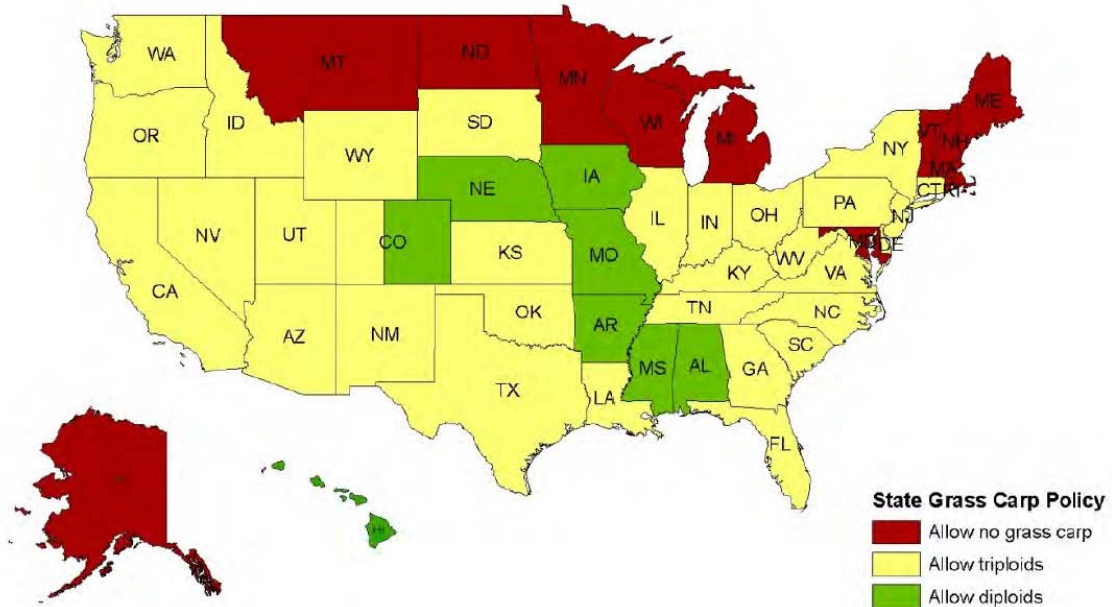 WA
MT
ND
MN
ME
OR
ID
SD
WI
MI
VT
NH
WY
NY
MA
NE
IA
CT
RI
PA
NV
UT
CO
IL
IN
OH
NJ
KS
MO
WV
MD
DE
CA
KY
VA
AZ
NM
OK
TN
NC
AR
SC
TX
LA
MS
AL
GA
FL
HI
State Grass Carp Policy
Allow no grass carp
Allow triploids
Allow diploids